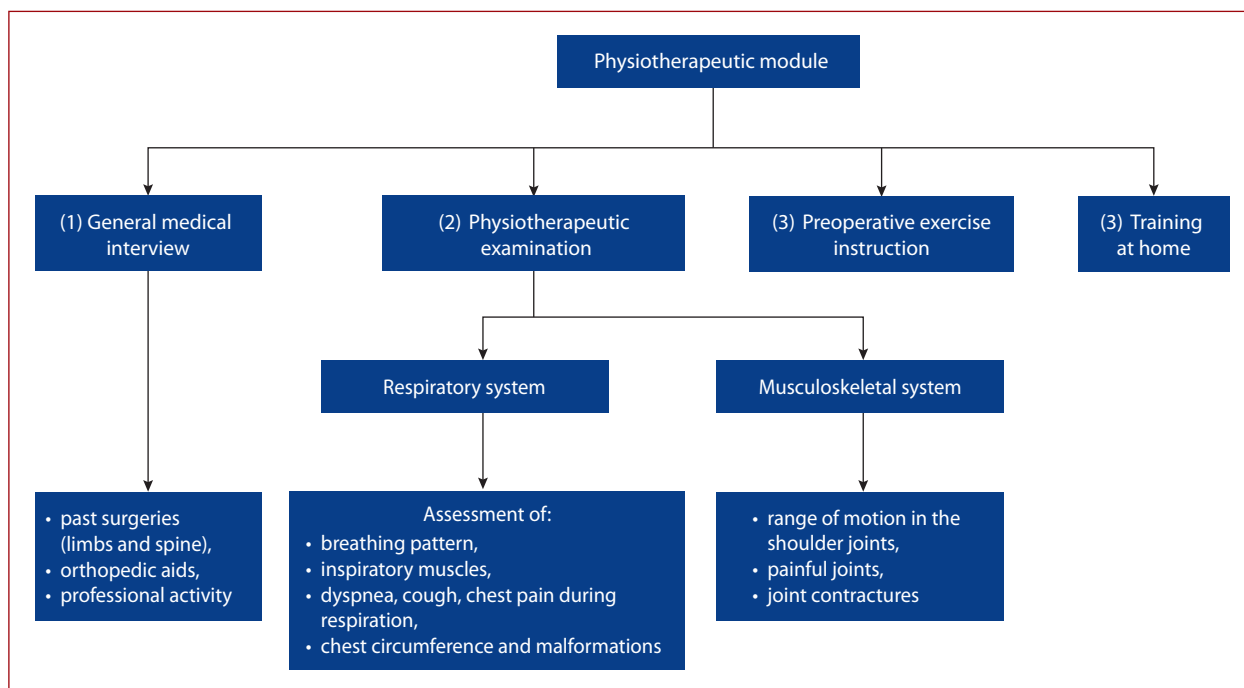 Physiotherapeutic module
(1) General medical
interview
(2) Physiotherapeutic
examination
(3) Preoperative exercise
instruction
(3) Training
at home
Respiratory system
Musculoskeletal system
• past surgeries
(limbs and spine),
• orthopedic aids,
• professional activity
Assessment of:
• breathing pattern,
• inspiratory muscles,
• dyspnea, cough, chest pain during
respiration,
• chest circumference and malformations
• range of motion in the
shoulder joints,
• painful joints,
• joint contractures